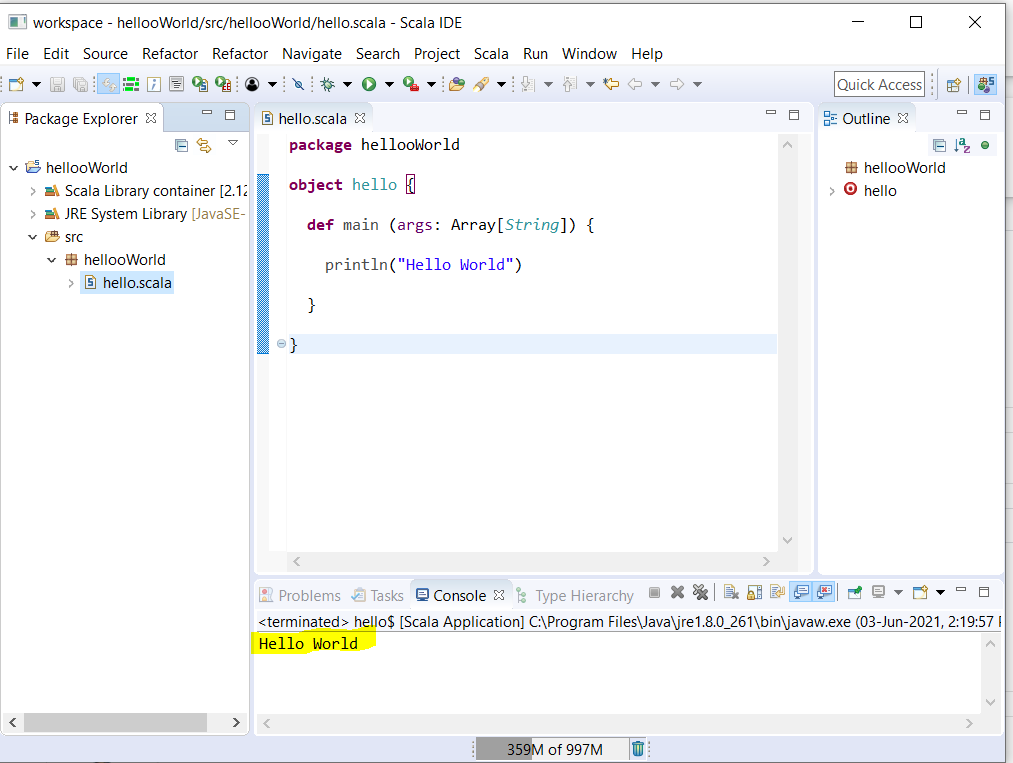 workspace - hellooWorld/src/hellooWorld/hello.scala - Scala IDE
File Edit Source Refactor Refactor Navigate Search Project Scala Run Window Help
Quick Access
Package Explorer
hellooWorld
Scala Library container [2.12
JRE System Library [JavaSE-
src
hellooWorld
hello.scala
hello.scala
package hellooWorld
object hello {
def main (args: Array[String]) {
println("Hello World")
}
}
Outline
hellooWorld
hello
Problems Tasks Console Type Hierarchy
<terminated> hello$ [Scala Application] C:\Program Files\Java\jre1.8.0_261\bin\javaw.exe (03-Jun-2021, 2:19:57
Hello World
359M of 997M